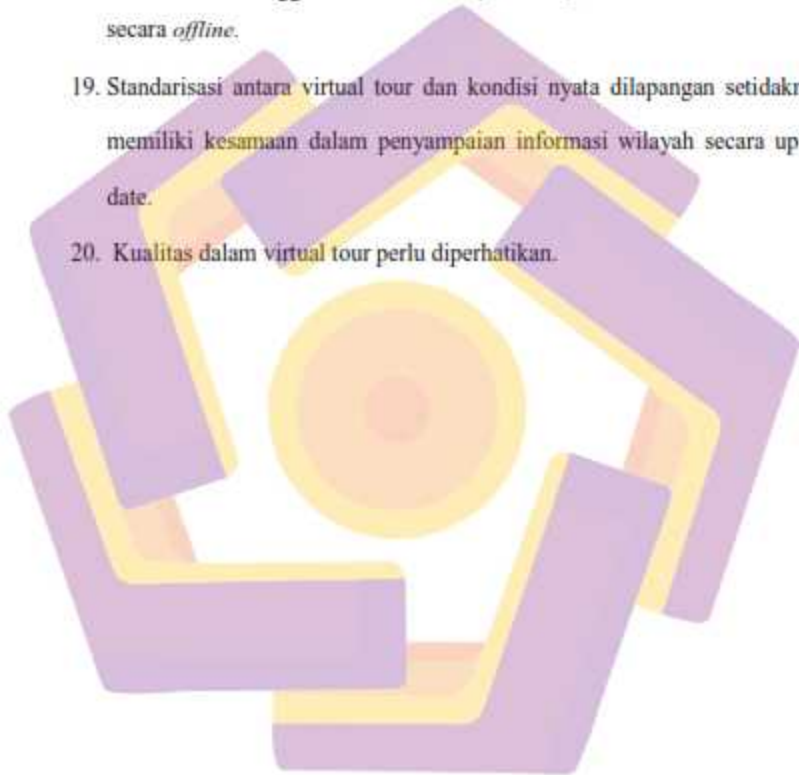 secara offline.
19. Standarisasi antara virtual tour dan kondisi nyata dilapangan
memiliki kesamaan dalam penyampaian informasi wilayah secara up
date.
20. Kualitas dalam virtual tour perlu diperhatikan.